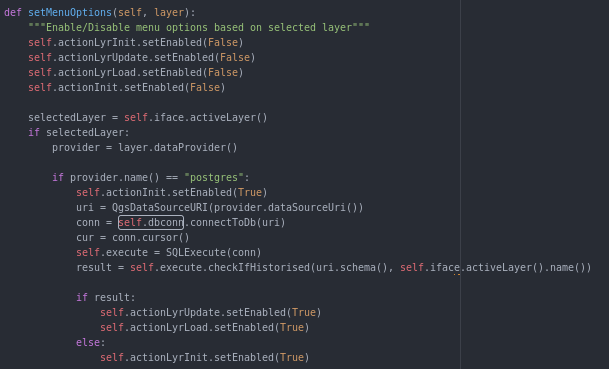 def setMenuOptions(self, layer):
    """Enable/Disable menu options based on selected layer"""
    self.actionLyrInit.setEnabled(False)
    self.actionLyrUpdate.setEnabled(False)
    self.actionLyrLoad.setEnabled(False)
    self.actionInit.setEnabled(False)

    selectedLayer = self.iface.activeLayer()
    if selectedLayer:
        provider = layer.dataProvider()

        if provider.name() == "postgres":
            self.actionInit.setEnabled(True)
            uri = QgsDataSourceURI(provider.dataSourceUri())
            conn = self.dbconn.connectToDb(uri)
            cur = conn.cursor()
            self.execute = SQLExecute(conn)
            result = self.execute.checkIfHistorised(uri.schema(), self.iface.activeLayer().name())

            if result:
                self.actionLyrUpdate.setEnabled(True)
                self.actionLyrLoad.setEnabled(True)
            else:
                self.actionLyrInit.setEnabled(True)